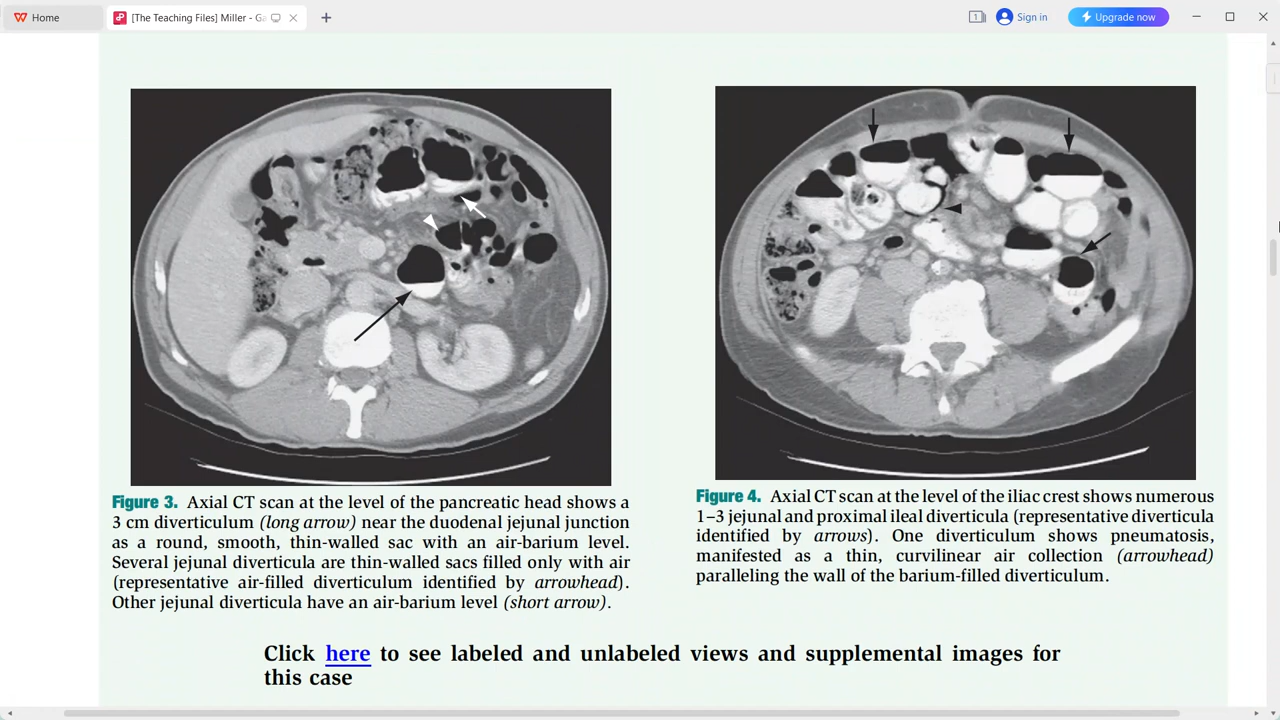 Home
[The Teaching Files] Miller - Ga
1
Sign in
Upgrade now
Figure 3. Axial CT scan at the level of the pancreatic head shows a
3 cm diverticulum (long arrow) near the duodenal jejunal junction
as a round, smooth, thin-walled sac with an air-barium level.
Several jejunal diverticula are thin-walled sacs filled only with air
(representative air-filled diverticulum identified by arrowhead).
Other jejunal diverticula have an air-barium level (short arrow).
Figure 4. Axial CT scan at the level of the iliac crest shows numerous
1–3 jejunal and proximal ileal diverticula (representative diverticula
identified by arrows). One diverticulum shows pneumatosis,
manifested as a thin, curvilinear air collection (arrowhead)
paralleling the wall of the barium-filled diverticulum.
Click here to see labeled and unlabeled views and supplemental images for
this case